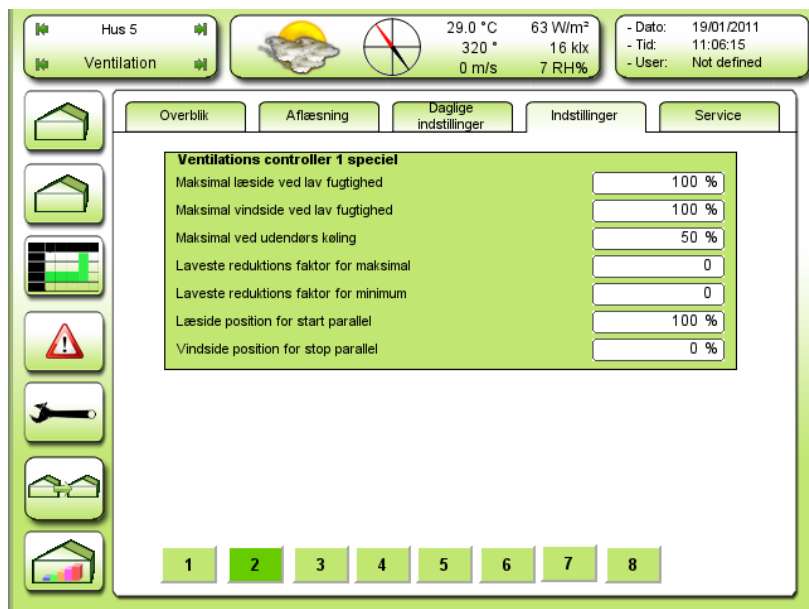 Hus 5
Ventilation
29.0 °C 63 W/m²
320 ° 16 klx
0 m/s 7 RH%
- Dato: 19/01/2011
- Tid: 11:06:15
- User: Not defined
Overblik
Aflæsning
Daglige
indstillinger
Indstillinger
Service
Ventilations controller 1 speciel
Maksimal læside ved lav fugtighed 100 %
Maksimal vindside ved lav fugtighed 100 %
Maksimal ved udendørs køling 50 %
Laveste reduktions faktor for maksimal 0
Laveste reduktions faktor for minimum 0
Læside position for start parallel 100 %
Vindside position for stop parallel 0 %
1 2 3 4 5 6 7 8